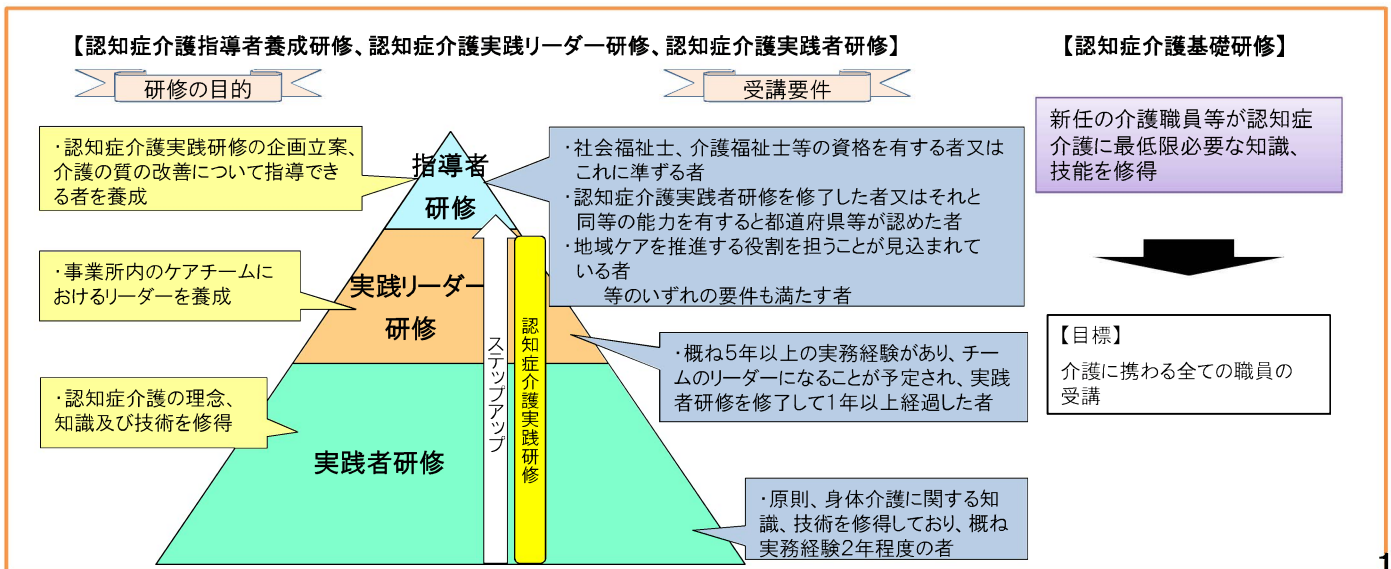 【認知症介護指導者養成研修、認知症介護実践リーダー研修、認知症介護実践者研修】
【認知症介護基礎研修】
研修の目的
受講要件
・認知症介護実践研修の企画立案、
介護の質の改善について指導でき
る者を養成
・事業所内のケアチームに
おけるリーダーを養成
・認知症介護の理念、
知識及び技術を修得
指導者
研修
実践リーダー
研修
実践者研修
ステップアップ
認知症介護実践研修
・社会福祉士、介護福祉士等の資格を有する者又は
これに準ずる者
・認知症介護実践者研修を修了した者又はそれと
同等の能力を有すると都道府県等が認めた者
・地域ケアを推進する役割を担うことが見込まれて
いる者
等のいずれの要件も満たす者
・概ね5年以上の実務経験があり、チー
ムのリーダーになることが予定され、実践
者研修を修了して1年以上経過した者
・原則、身体介護に関する知
識、技術を修得しており、概ね
実務経験2年程度の者
新任の介護職員等が認知症
介護に最低限必要な知識、
技能を修得
【目標】
介護に携わる全ての職員の
受講
1